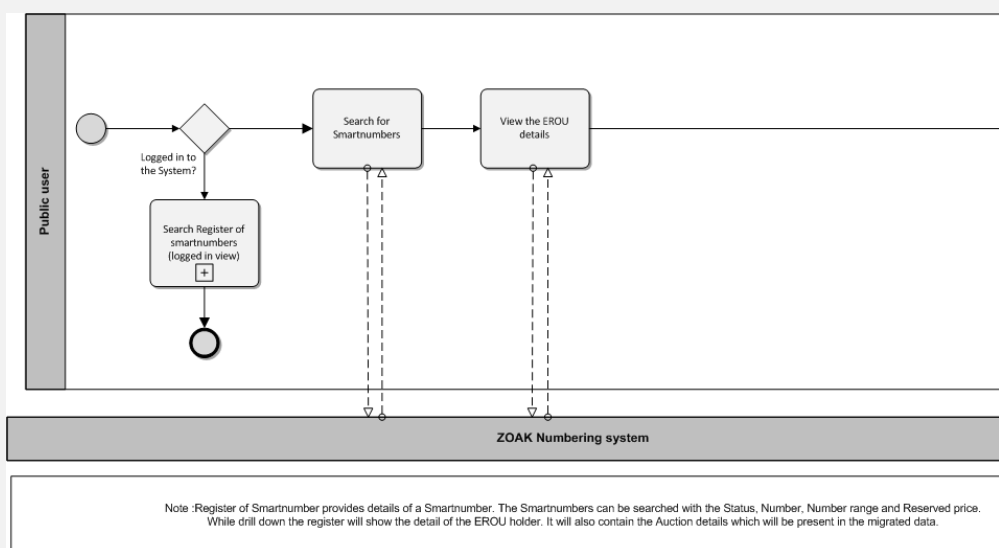 Public user
Logged in to
the System?
Search for
Smartnumbers
View the EROU
details
Search Register of
smartnumbers
(logged in view)
+
ZOAK Numbering system
Note :Register of Smartnumber provides details of a Smartnumber. The Smartnumbers can be searched with the Status, Number, Number range and Reserved price.
While drill down the register will show the detail of the EROU holder. It will also contain the Auction details which will be present in the migrated data.